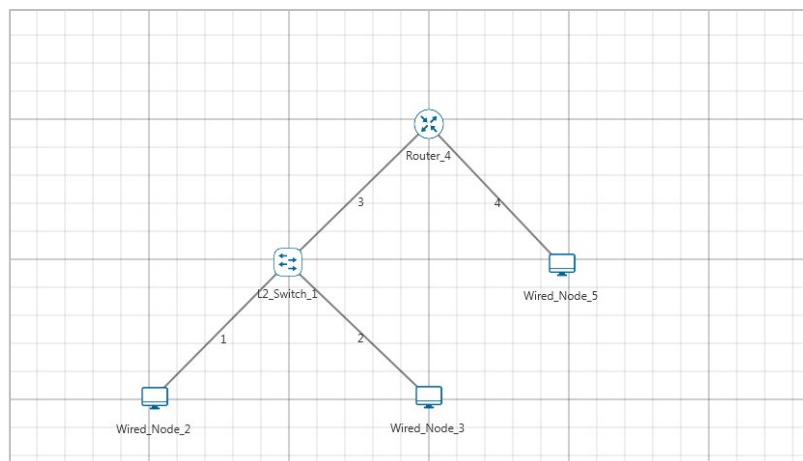 Router_4
3
4
L2_Switch_1
Wired_Node_5
1
2
Wired_Node_2
Wired_Node_3